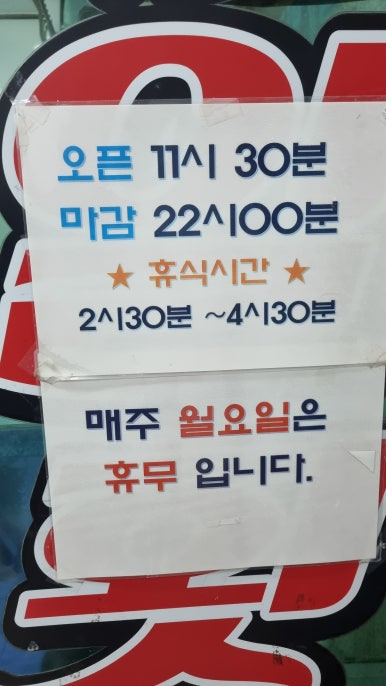 오픈 11시 30분
마감 22시00분
★ 휴식시간 ★
2시30분 ~4시30분
매주 월요일은
휴무 입니다.